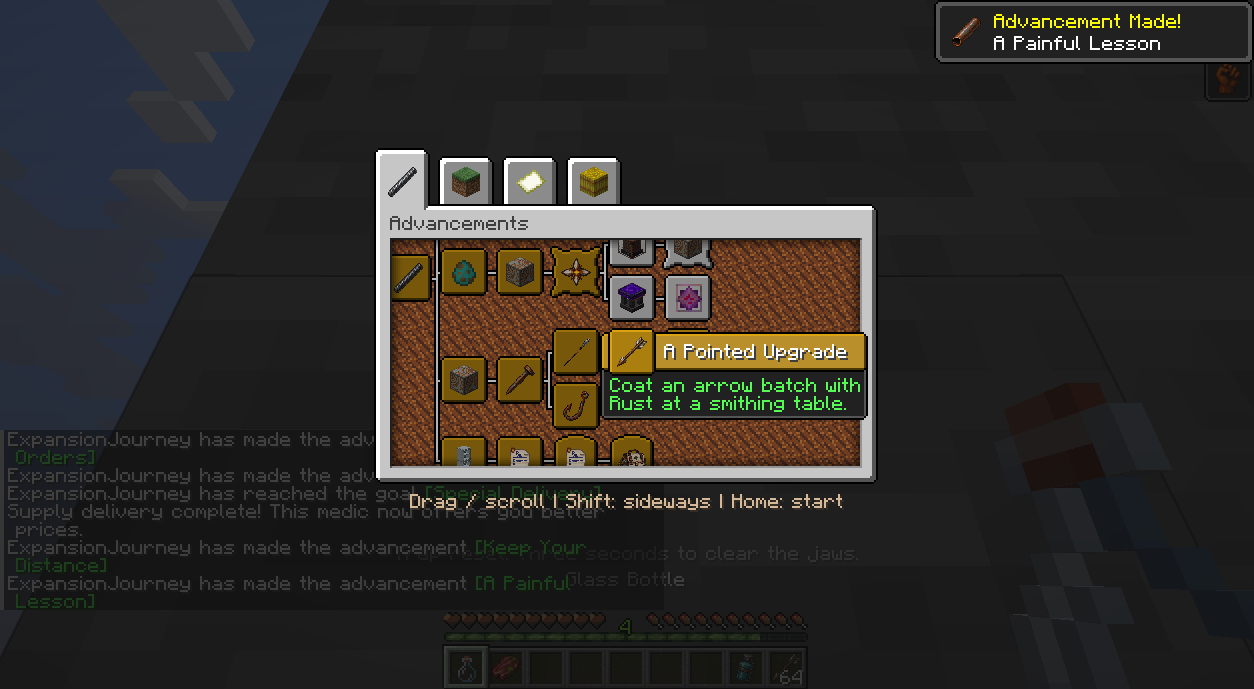 Advancement Made!
A Painful Lesson
Advancements
A Pointed Upgrade
Coat an arrow batch with
Rust at a smithing table.
Drag / scroll | Shift: sideways | Home: start
ExpansionJourney has made the adv
Orders]
ExpansionJourney has made the adv
ExpansionJourney has reached the goal [Special Delivery]
Supply delivery complete! This medic now offers you better
prices.
ExpansionJourney has made the advancement [Keep Your
Distance]
ExpansionJourney has made the advancement [A Painful
Lesson]
seconds to clear the jaws.
Glass Bottle
4
64